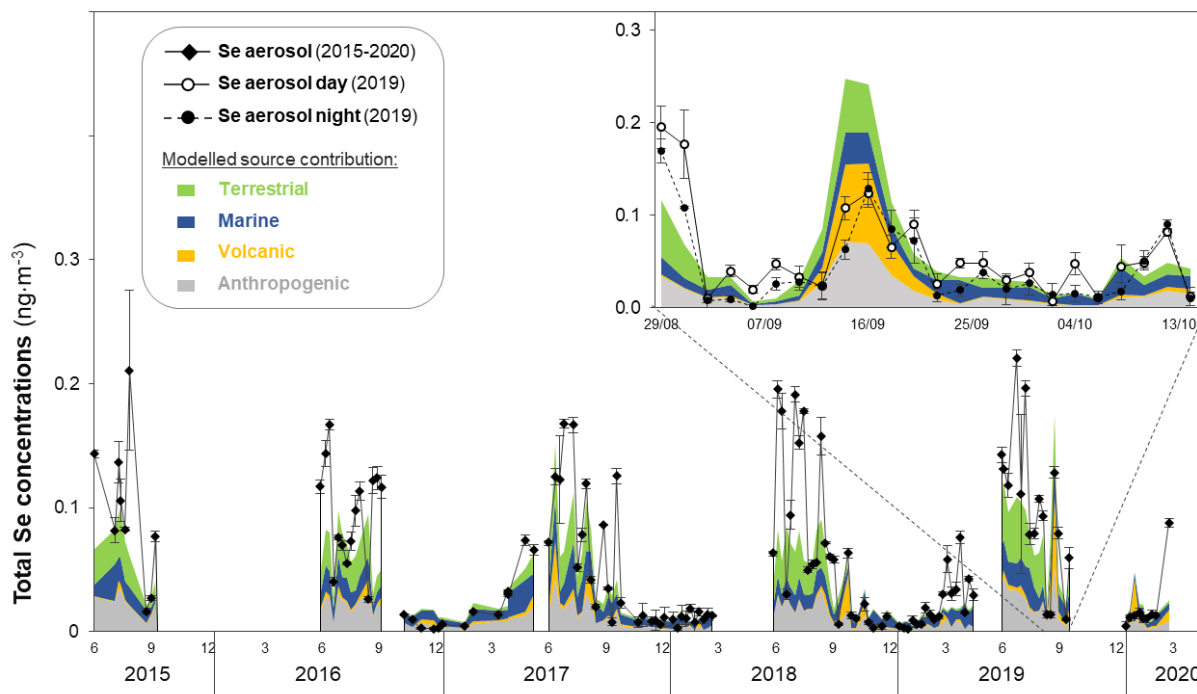 Total Se concentrations (ng·m⁻³)
0.3
0.2
0.1
0
Se aerosol (2015-2020)
Se aerosol day (2019)
Se aerosol night (2019)
Modelled source contribution:
Terrestrial
Marine
Volcanic
Anthropogenic
0.3
0.2
0.1
0.0
29/08 07/09 16/09 25/09 04/10 13/10
6 9 12 3 6 9 12 3 6 9 12 3 6 9 12 3 6 9 12 3
2015 2016 2017 2018 2019 2020